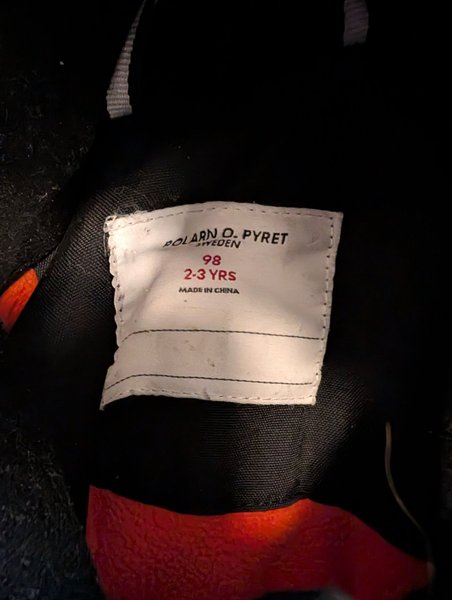 POLARN O. PYRET
SWEDEN
98
2-3 YRS
MADE IN CHINA